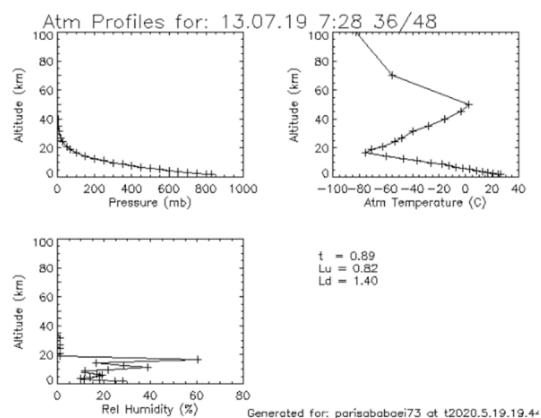 Atm Profiles for: 13.07.19 7:28 36/48
100
80
60
40
20
0
Altitude (km)
0 200 400 600 800 1000
Pressure (mb)
100
80
60
40
20
0
Altitude (km)
-100-80 -60 -40 -20 0 20 40
Atm Temperature (C)
100
80
60
40
20
0
Altitude (km)
0 20 40 60 80
Rel Humidity (%)
t = 0.89
Lu = 0.82
Ld = 1.40
Generated for: parisababaei73 at t2020.5.19.19.44